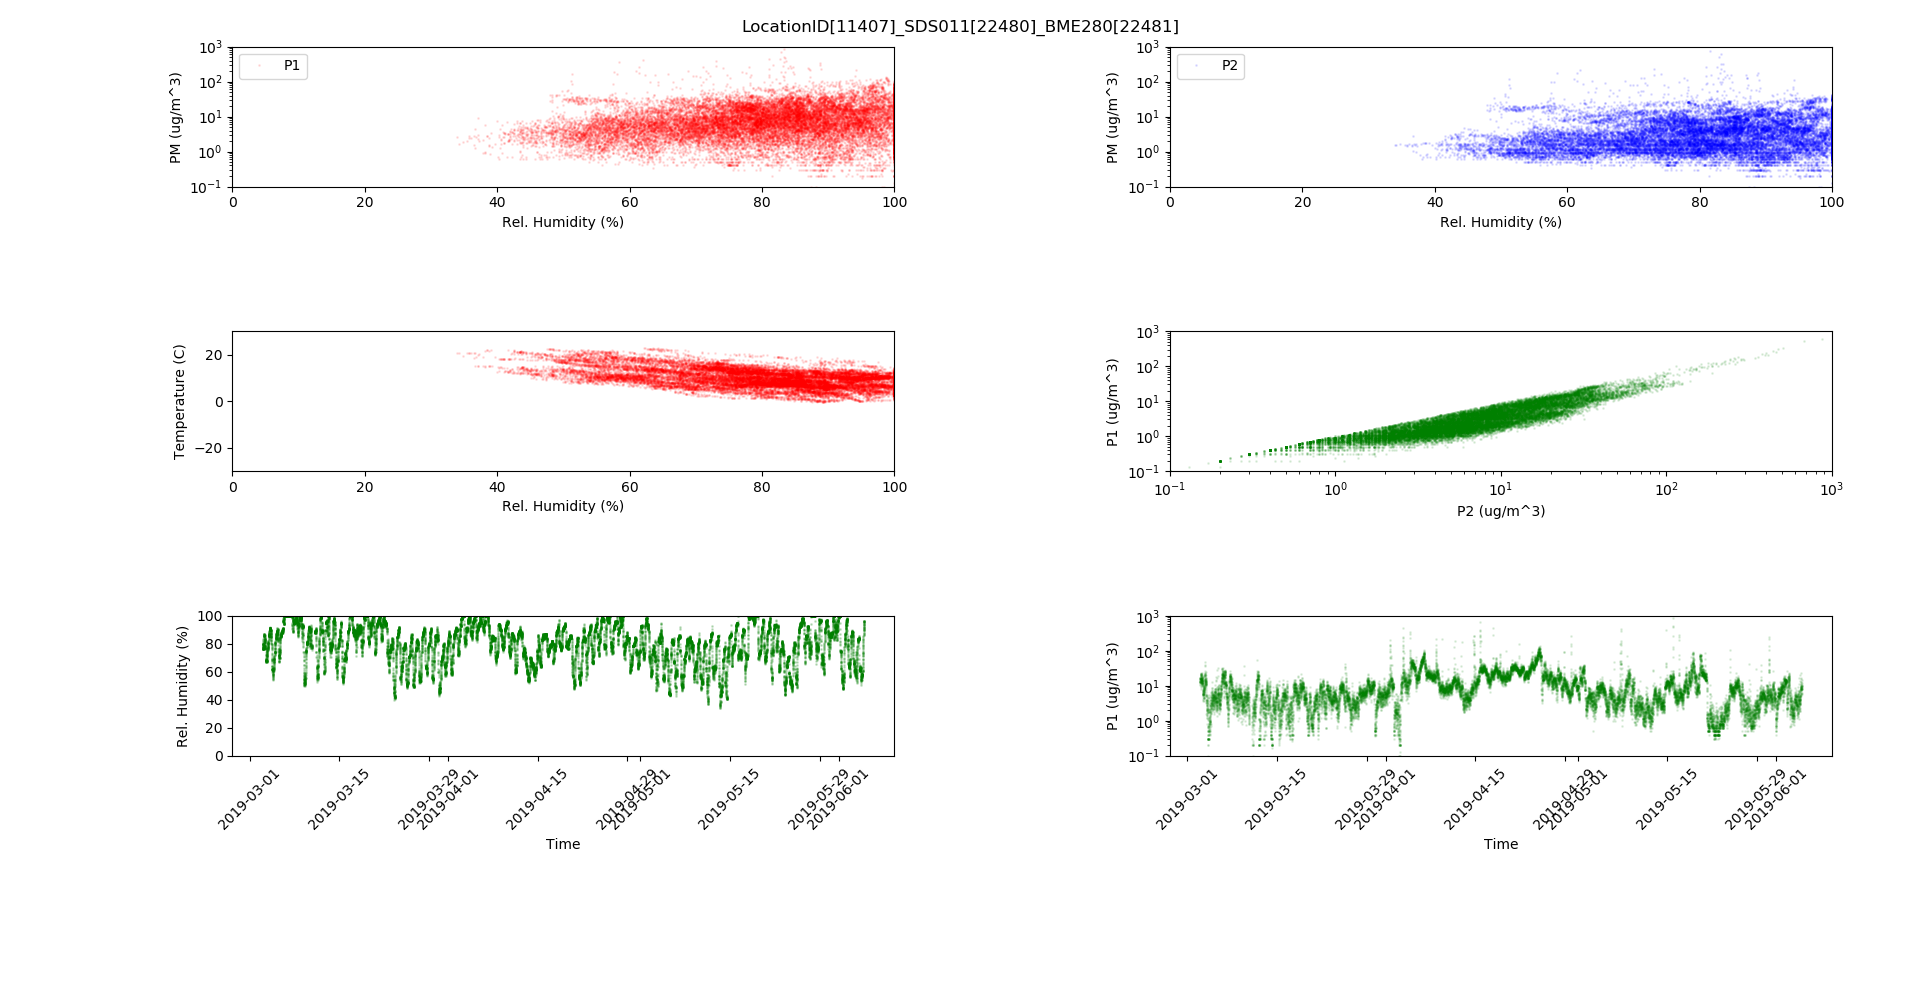 LocationID[11407]_SDS011[22480]_BME280[22481]
PM (ug/m^3)
10^3
10^2
10^1
10^0
10^-1
P1
0 20 40 60 80 100
Rel. Humidity (%)
PM (ug/m^3)
10^3
10^2
10^1
10^0
10^-1
P2
0 20 40 60 80 100
Rel. Humidity (%)
Temperature (C)
20
0
−20
0 20 40 60 80 100
Rel. Humidity (%)
P1 (ug/m^3)
10^3
10^2
10^1
10^0
10^-1
10^-1 10^0 10^1 10^2 10^3
P2 (ug/m^3)
Rel. Humidity (%)
100
80
60
40
20
0
2019-03-01
2019-03-15
2019-03-29
2019-04-01
2019-04-15
2019-04-29
2019-05-01
2019-05-15
2019-05-29
2019-06-01
Time
P1 (ug/m^3)
10^3
10^2
10^1
10^0
10^-1
2019-03-01
2019-03-15
2019-03-29
2019-04-01
2019-04-15
2019-04-29
2019-05-01
2019-05-15
2019-05-29
2019-06-01
Time